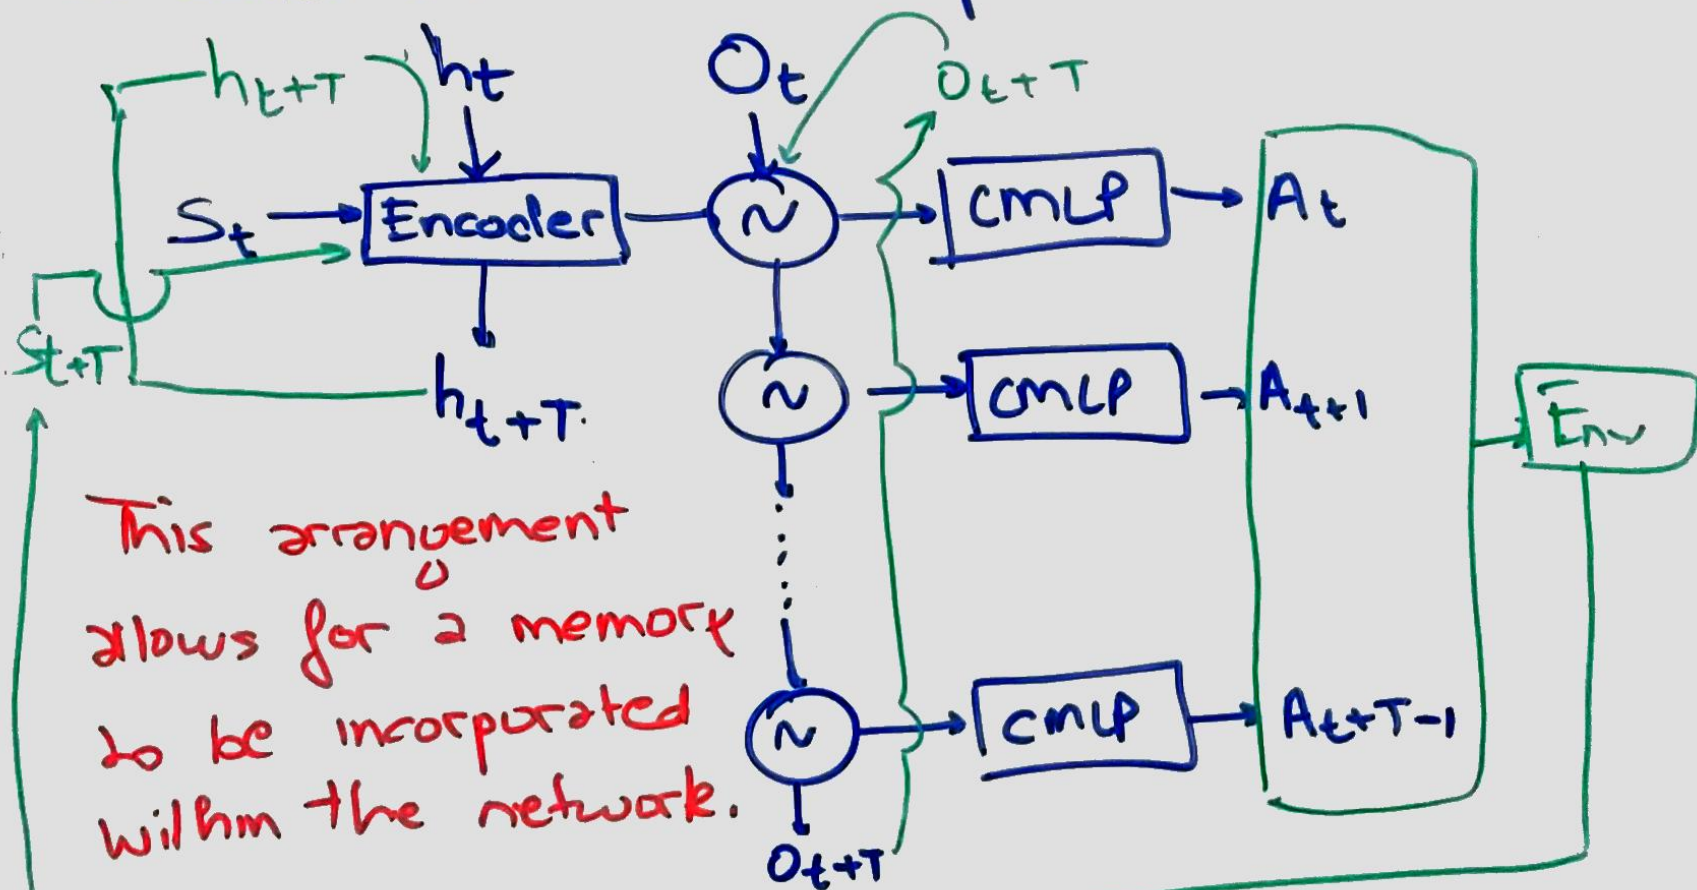 h_{t+T} h_t O_t O_{t+T}
S_t Encoder ~ CMLP A_t
S_{t+T}
h_{t+T} ~ CMLP A_{t+1} Env
This arrangement
allows for a memory
to be incorporated
within the network.
~ CMLP A_{t+T-1}
O_{t+T}